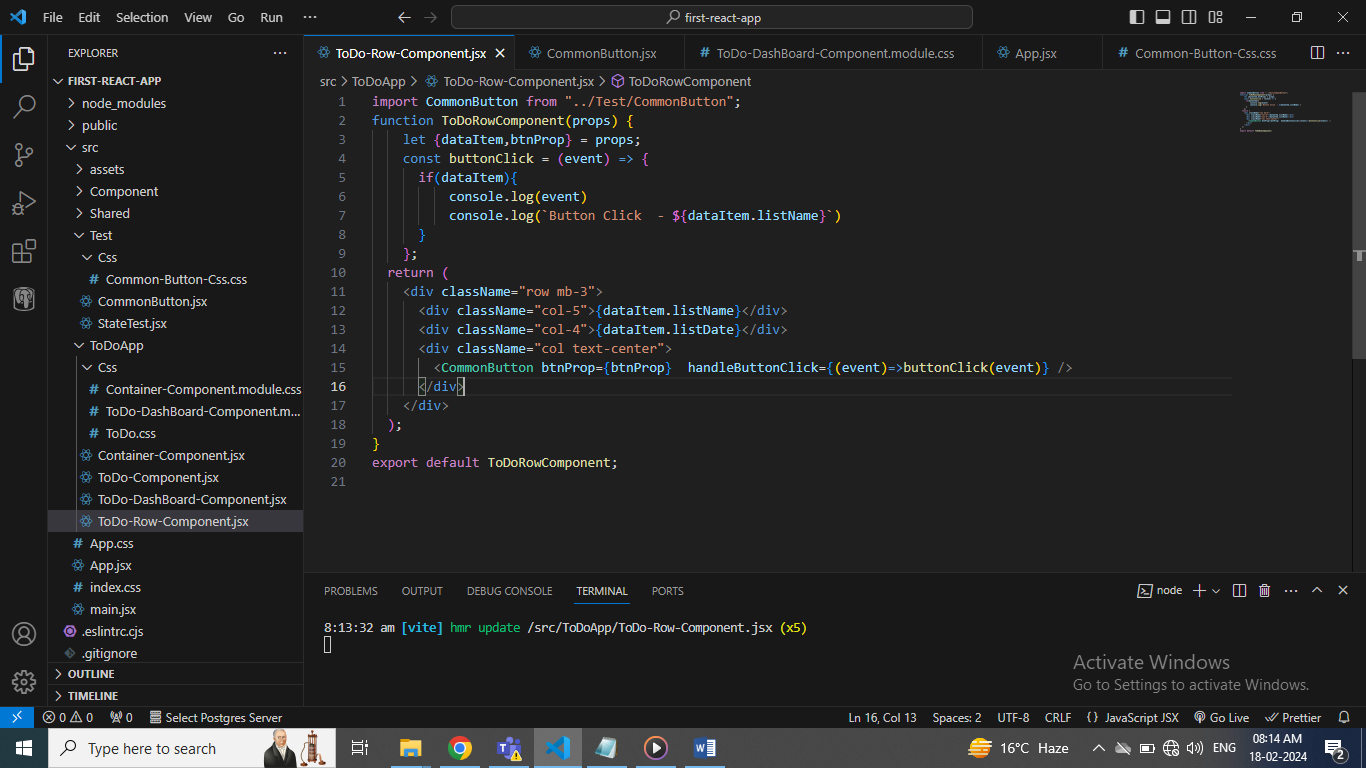 File Edit Selection View Go Run ··· first-react-app
EXPLORER ···
FIRST-REACT-APP
node_modules
public
src
assets
Component
Shared
Test
Css
# Common-Button-Css.css
CommonButton.jsx
StateTest.jsx
ToDoApp
Css
# Container-Component.module.css
# ToDo-DashBoard-Component.m...
# ToDo.css
Container-Component.jsx
ToDo-Component.jsx
ToDo-DashBoard-Component.jsx
ToDo-Row-Component.jsx
# App.css
App.jsx
# index.css
main.jsx
.eslintrc.cjs
.gitignore
OUTLINE
TIMELINE
ToDo-Row-Component.jsx CommonButton.jsx # ToDo-DashBoard-Component.module.css App.jsx # Common-Button-Css.css ···
src > ToDoApp > ToDo-Row-Component.jsx > ToDoRowComponent
1 import CommonButton from "../Test/CommonButton";
2 function ToDoRowComponent(props) {
3 let {dataItem,btnProp} = props;
4 const buttonClick = (event) => {
5 if(dataItem){
6 console.log(event)
7 console.log(`Button Click  - ${dataItem.listName}`)
8 }
9 };
10 return (
11 <div className="row mb-3">
12 <div className="col-5">{dataItem.listName}</div>
13 <div className="col-4">{dataItem.listDate}</div>
14 <div className="col text-center">
15 <CommonButton btnProp={btnProp}  handleButtonClick={(event)=>buttonClick(event)} />
16 </div>
17 </div>
18 );
19 }
20 export default ToDoRowComponent;
21
PROBLEMS OUTPUT DEBUG CONSOLE TERMINAL PORTS node ···
8:13:32 am [vite] hmr update /src/ToDoApp/ToDo-Row-Component.jsx (x5)
Activate Windows
Go to Settings to activate Windows.
0 0 0 Select Postgres Server Ln 16, Col 13 Spaces: 2 UTF-8 CRLF {} JavaScript JSX Go Live Prettier
Type here to search 16°C Haze ENG 08:14 AM
18-02-2024 2